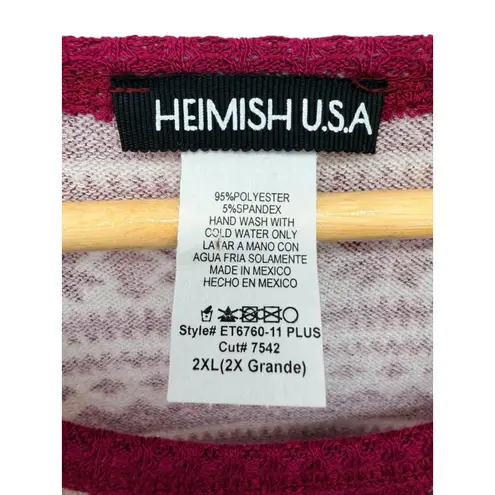 HEIMISH U.S.A
95%POLYESTER
5%SPANDEX
HAND WASH WITH
COLD WATER ONLY
LAVAR A MANO CON
AGUA FRIA SOLAMENTE
MADE IN MEXICO
HECHO EN MEXICO
Style# ET6760-11 PLUS
Cut# 7542
2XL(2X Grande)